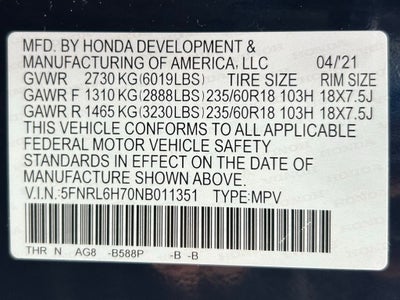 MFD. BY HONDA DEVELOPMENT &
MANUFACTURING OF AMERICA, LLC 04/'21
GVWR 2730 KG(6019LBS) TIRE SIZE RIM SIZE
GAWR F 1310 KG(2888LBS) 235/60R18 103H 18X7.5J
GAWR R 1465 KG(3230LBS) 235/60R18 103H 18X7.5J
THIS VEHICLE CONFORMS TO ALL APPLICABLE
FEDERAL MOTOR VEHICLE SAFETY
STANDARDS IN EFFECT ON THE DATE OF
MANUFACTURE SHOWN ABOVE.
V.I.N.:5FNRL6H70NB011351 TYPE:MPV
THR N AG8 -B588P -B -B